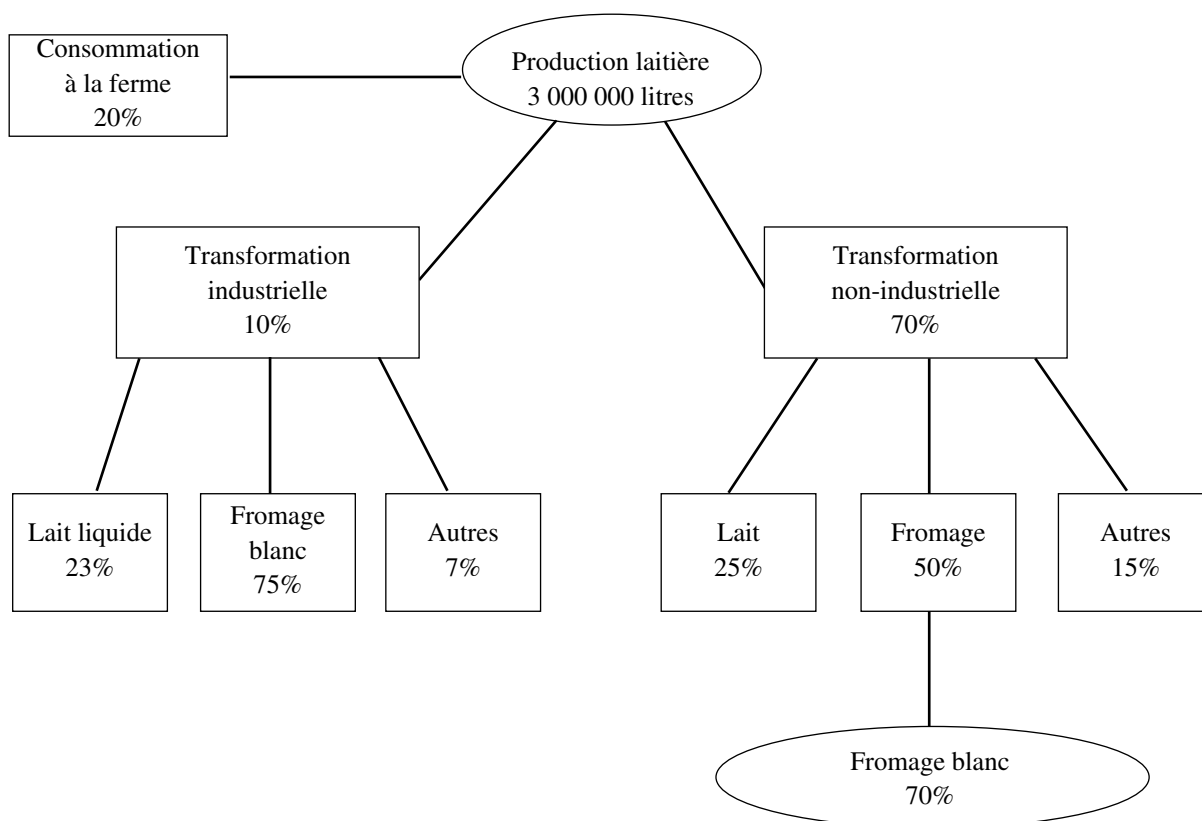 Consommation
à la ferme
20%
Production laitière
3 000 000 litres
Transformation
industrielle
10%
Transformation
non-industrielle
70%
Lait liquide
23%
Fromage
blanc
75%
Autres
7%
Lait
25%
Fromage
50%
Autres
15%
Fromage blanc
70%